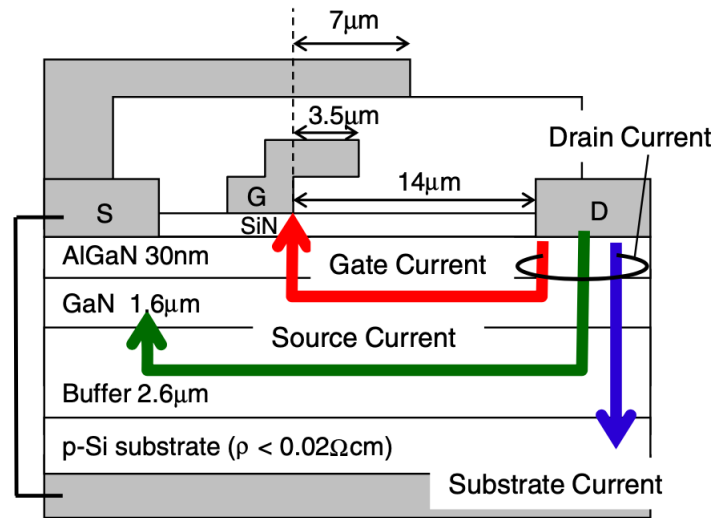 7μm
3.5μm
Drain Current
14μm
S
G
D
SiN
AlGaN 30nm
Gate Current
GaN 1.6μm
Source Current
Buffer 2.6μm
p-Si substrate (ρ < 0.02Ωcm)
Substrate Current